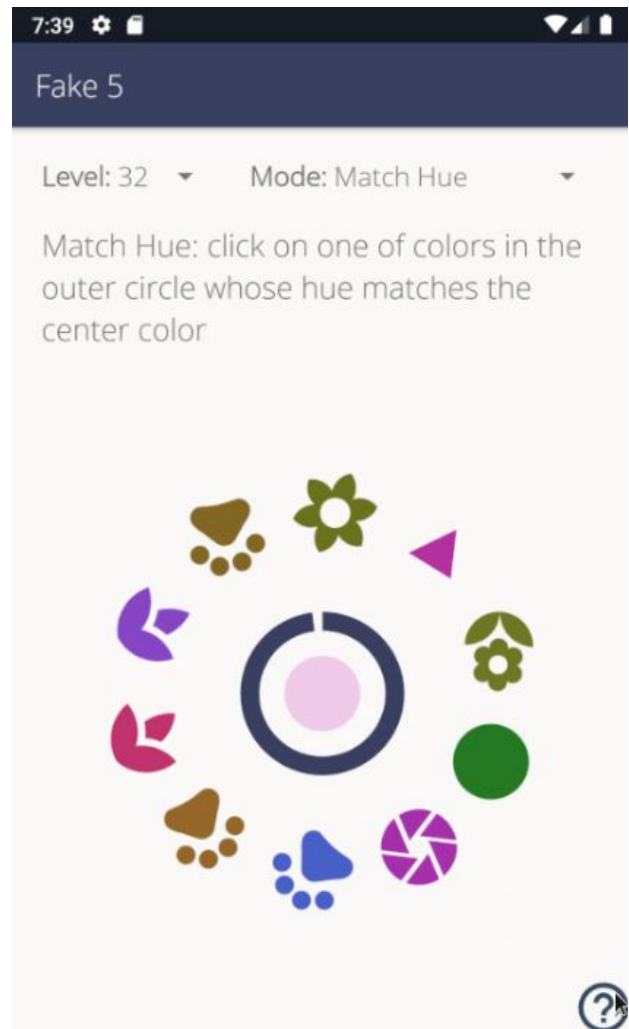 7:39
Fake 5
Level: 32 Mode: Match Hue
Match Hue: click on one of colors in the
outer circle whose hue matches the
center color
?